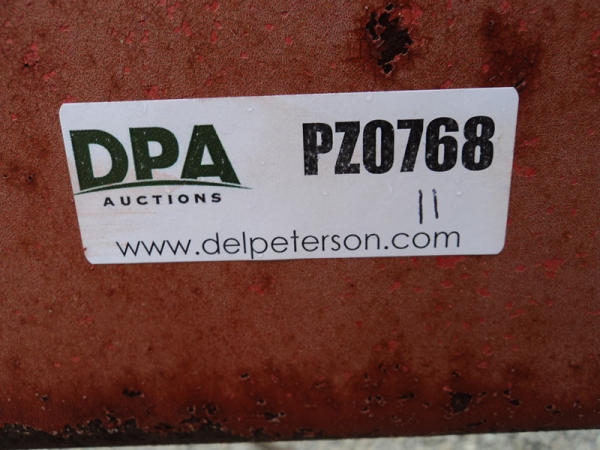 DPA
AUCTIONS
PZ0768
11
www.delpeterson.com